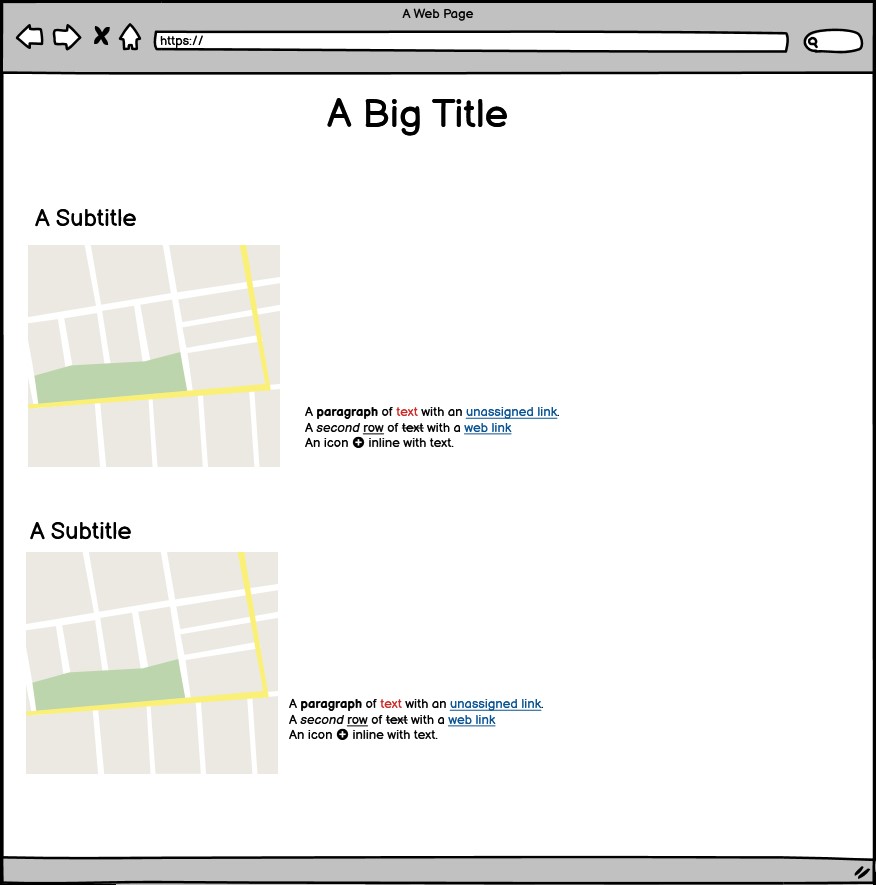 A Web Page
https://
A Big Title
A Subtitle
A paragraph of text with an unassigned link.
A second row of text with a web link
An icon inline with text.
A Subtitle
A paragraph of text with an unassigned link.
A second row of text with a web link
An icon inline with text.